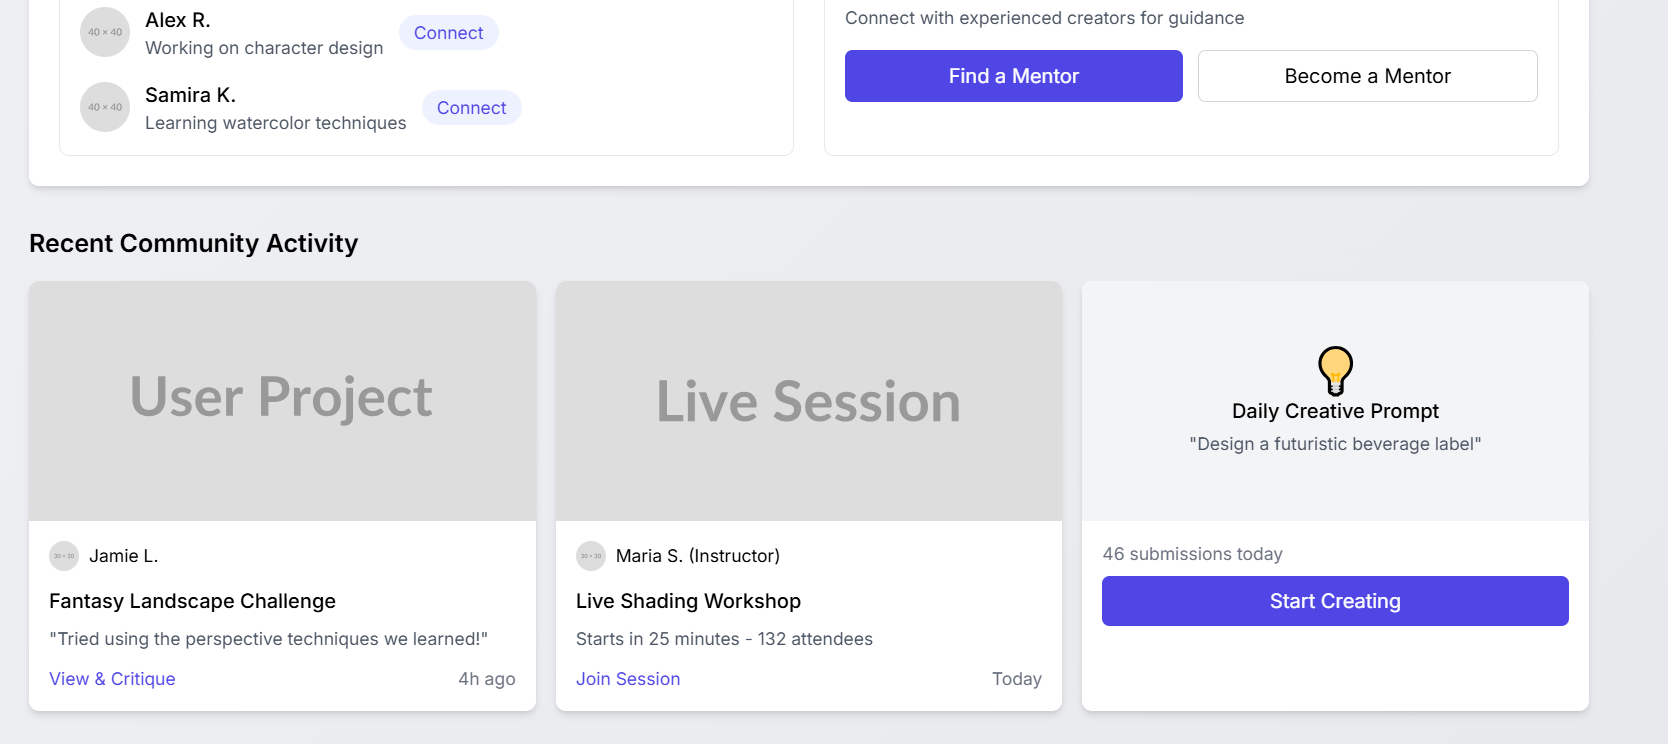 40 × 40
Alex R.
Working on character design
Connect
40 × 40
Samira K.
Learning watercolor techniques
Connect
Connect with experienced creators for guidance
Find a Mentor
Become a Mentor
Recent Community Activity
User Project
30 × 30
Jamie L.
Fantasy Landscape Challenge
"Tried using the perspective techniques we learned!"
View & Critique
4h ago
Live Session
30 × 30
Maria S. (Instructor)
Live Shading Workshop
Starts in 25 minutes - 132 attendees
Join Session
Today
Daily Creative Prompt
"Design a futuristic beverage label"
46 submissions today
Start Creating